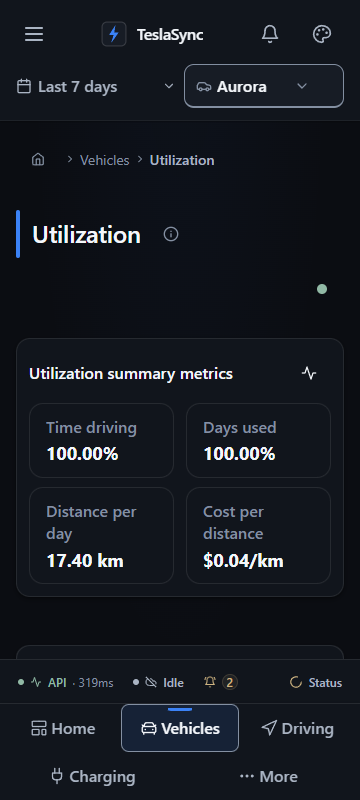 TeslaSync
Last 7 days
Aurora
Vehicles
Utilization
Utilization
Utilization summary metrics
Time driving
100.00%
Days used
100.00%
Distance per
day
17.40 km
Cost per
distance
$0.04/km
API · 319ms
Idle
2
Status
Home
Vehicles
Driving
Charging
More